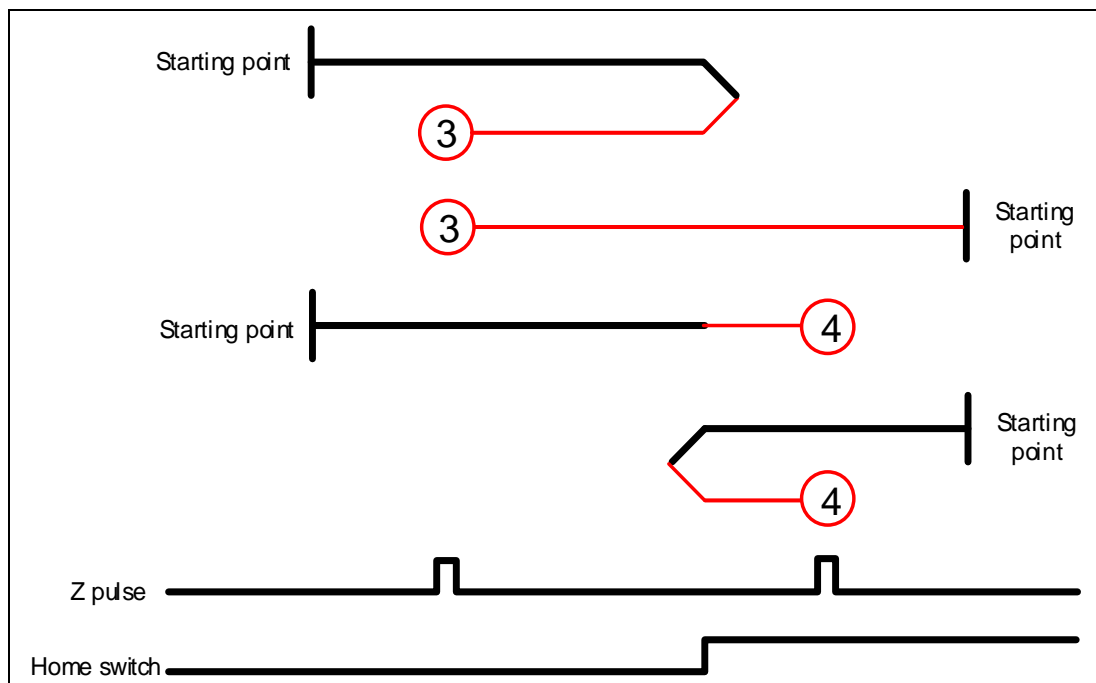 Starting point
3
3
Starting
point
Starting point
4
Starting
point
4
Z pulse
Home switch